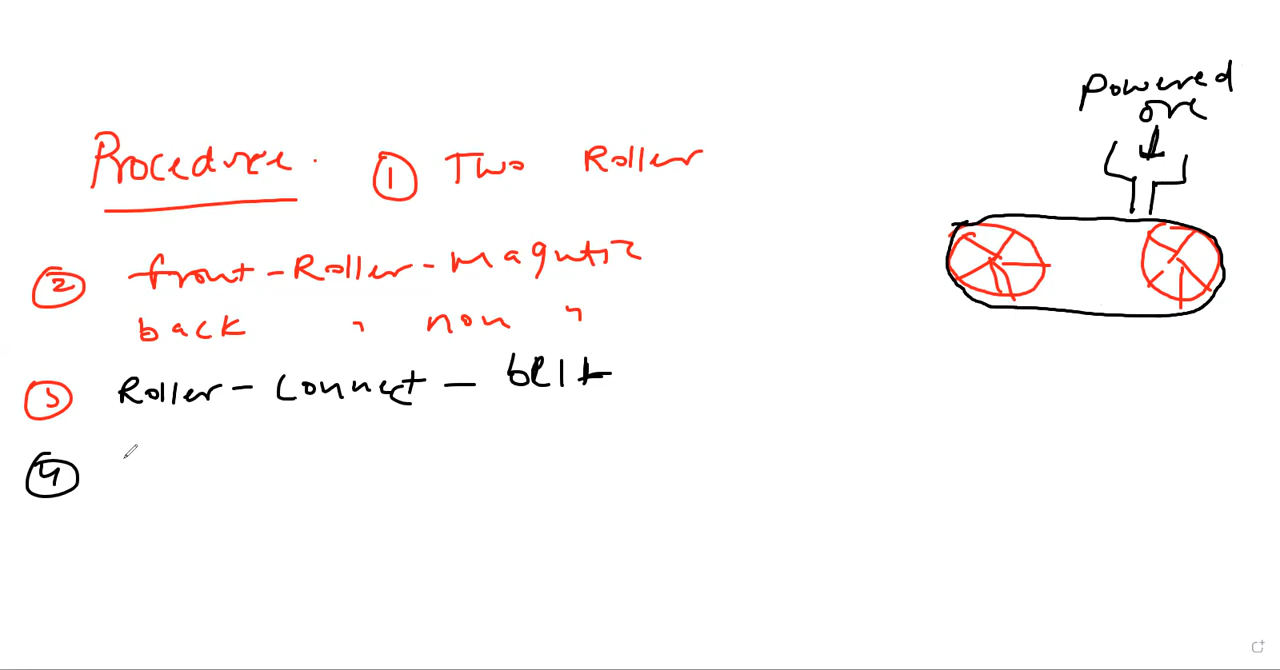 Powered
ore
Procedure. ① Two Roller
② front - Roller - Magnetic
back " non "
③ Roller - Connect - belt
④